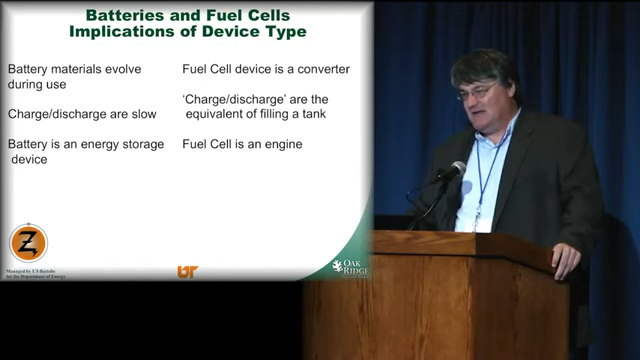 Batteries and Fuel Cells
Implications of Device Type
Battery materials evolve
during use
Charge/discharge are slow
Battery is an energy storage
device
Fuel Cell device is a converter
'Charge/discharge' are the
equivalent of filling a tank
Fuel Cell is an engine
Z
Managed by UT-Battelle
for the Department of Energy
UT
OAK
RIDGE